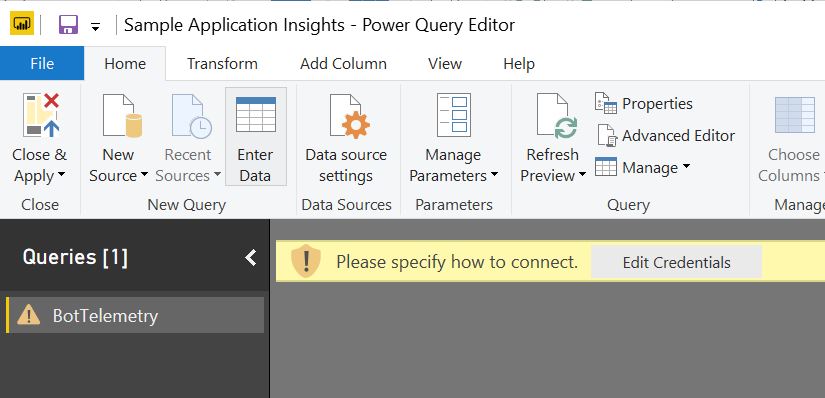 Sample Application Insights - Power Query Editor
File Home Transform Add Column View Help
Close & Apply
New Source
Recent Sources
Enter Data
Data source settings
Manage Parameters
Refresh Preview
Properties
Advanced Editor
Manage
Choose Columns
Close New Query Data Sources Parameters Query Manage
Queries [1]
Please specify how to connect. Edit Credentials
BotTelemetry